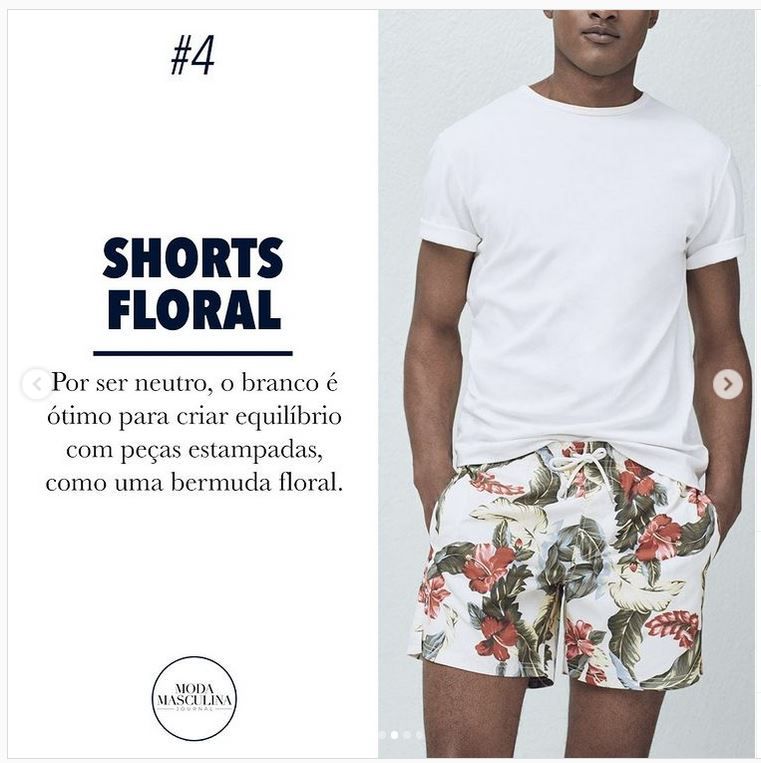 #4
SHORTS
FLORAL
Por ser neutro, o branco é
ótimo para criar equilíbrio
com peças estampadas,
como uma bermuda floral.
MODA
MASCULINA
JOURNAL